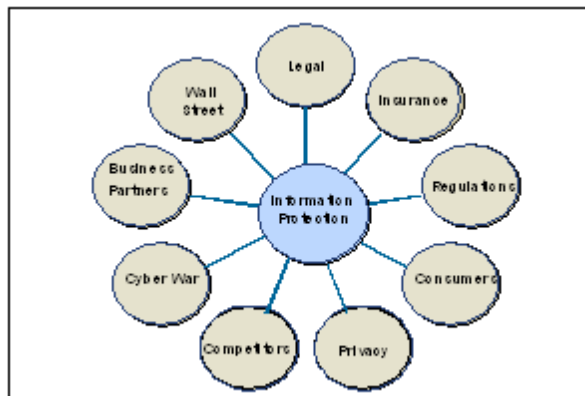 Legal
Wall
Street
Insurance
Business
Partners
Information
Protection
Regulations
Cyber War
Consumers
Competitors
Privacy